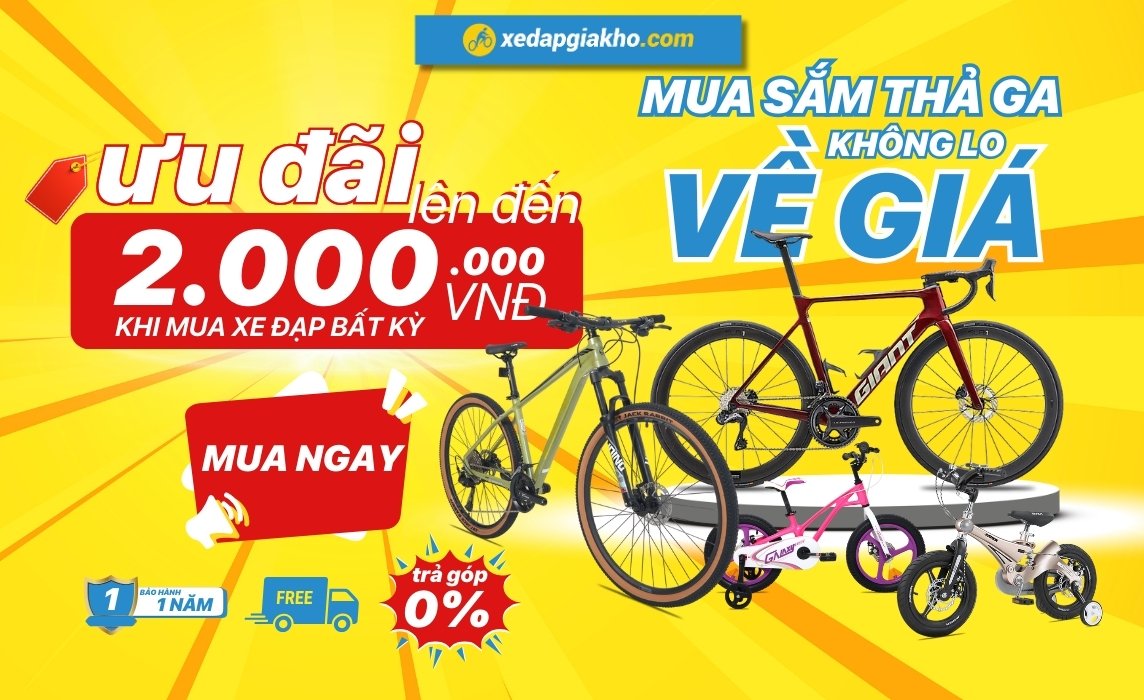 xedapgiakho.com
MUA SẮM THẢ GA
KHÔNG LO
VỀ GIÁ
ưu đãi
lên đến
2.000.000
VNĐ
KHI MUA XE ĐẠP BẤT KỲ
MUA NGAY
1
BẢO HÀNH
1 NĂM
FREE
trả góp
0%
GIANT